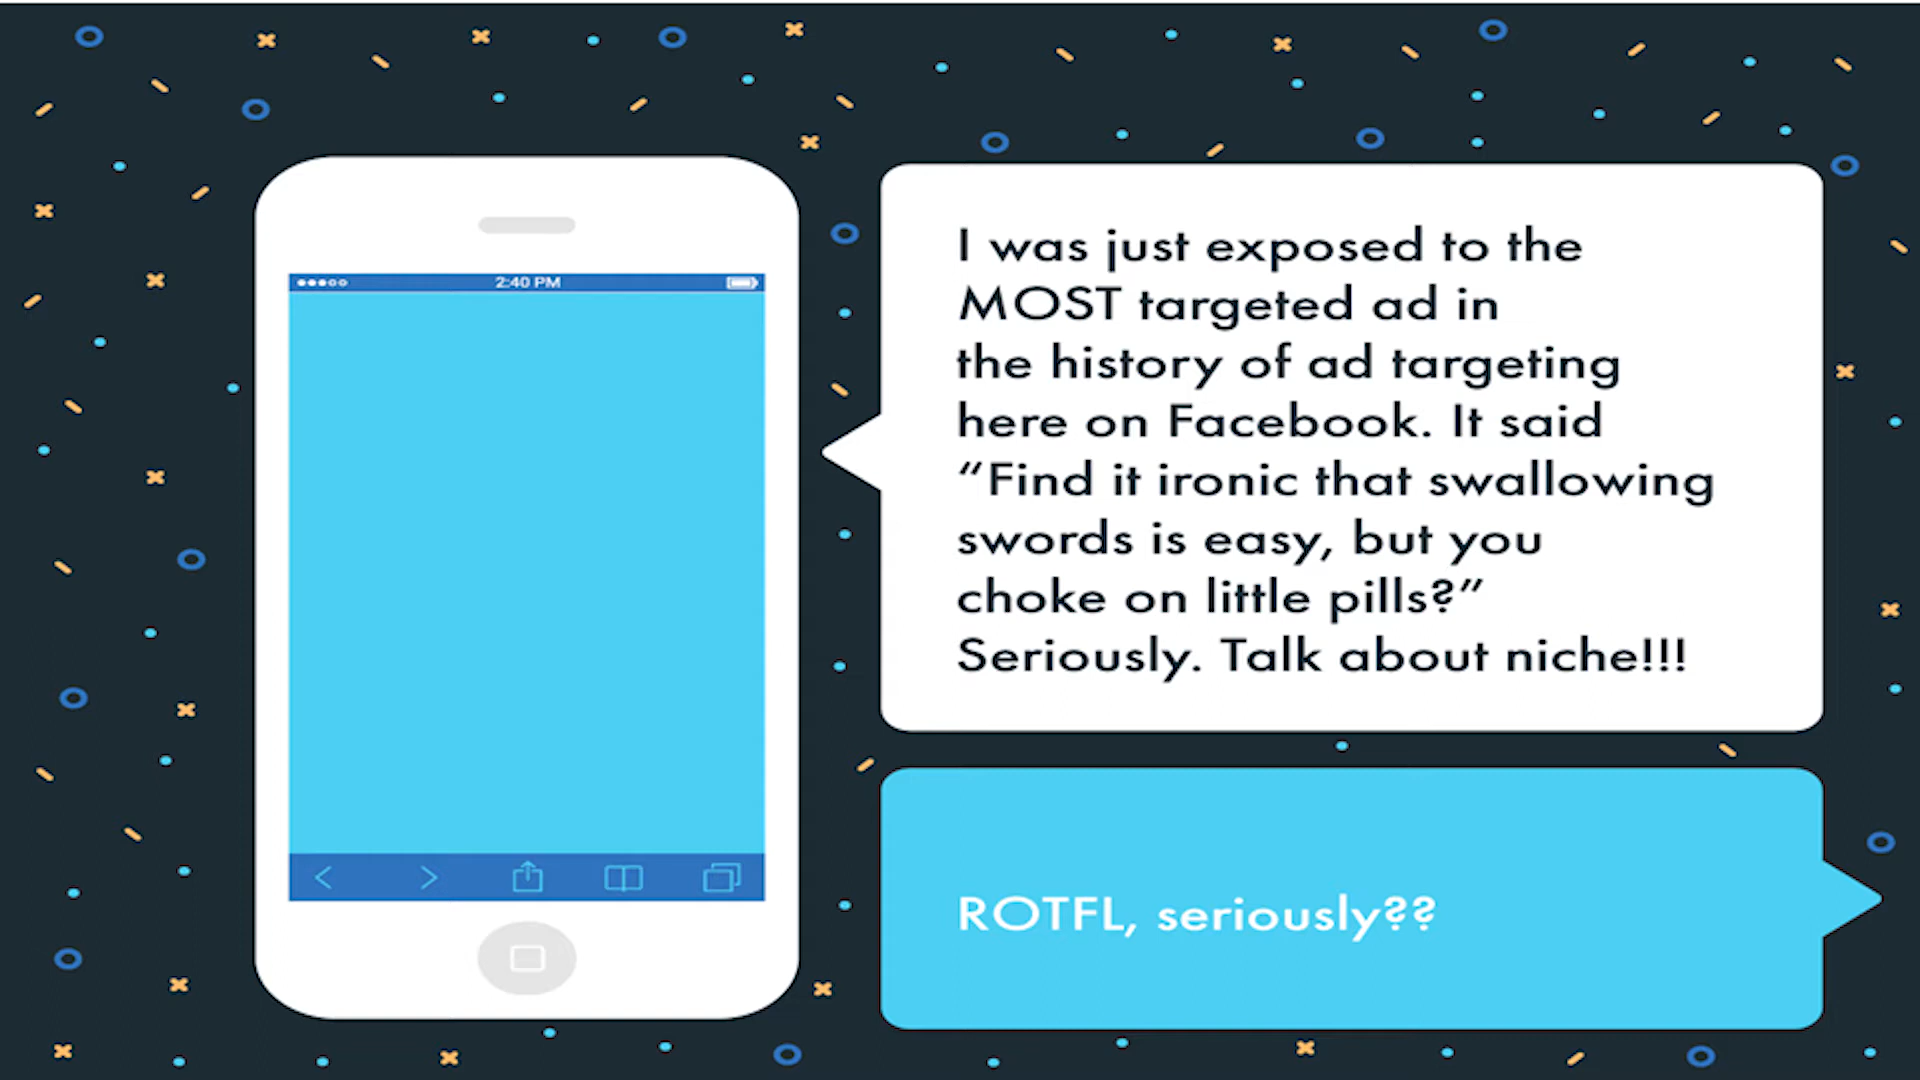 2:40 PM
I was just exposed to the
MOST targeted ad in
the history of ad targeting
here on Facebook. It said
“Find it ironic that swallowing
swords is easy, but you
choke on little pills?”
Seriously. Talk about niche!!!
ROTFL, seriously??